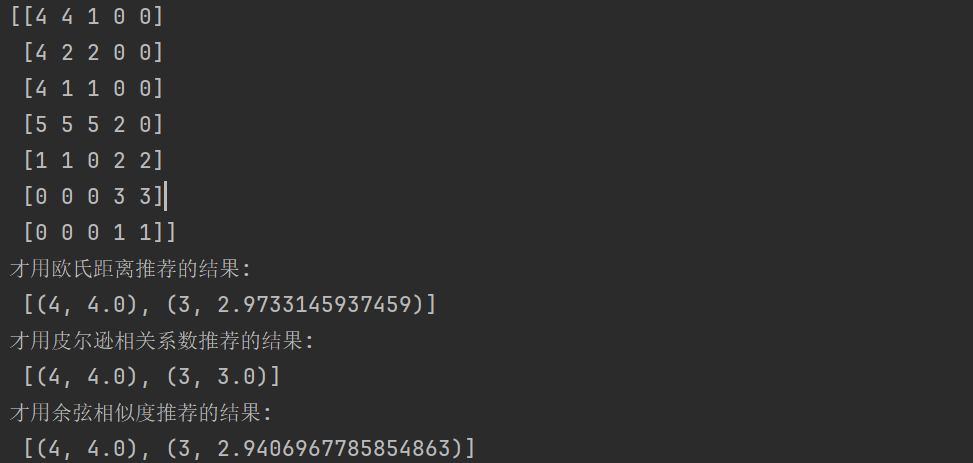 [[4 4 1 0 0]
[4 2 2 0 0]
[4 1 1 0 0]
[5 5 5 2 0]
[1 1 0 2 2]
[0 0 0 3 3]
[0 0 0 1 1]]
才用欧氏距离推荐的结果:
[(4, 4.0), (3, 2.9733145937459)]
才用皮尔逊相关系数推荐的结果:
[(4, 4.0), (3, 3.0)]
才用余弦相似度推荐的结果:
[(4, 4.0), (3, 2.9406967785854863)]